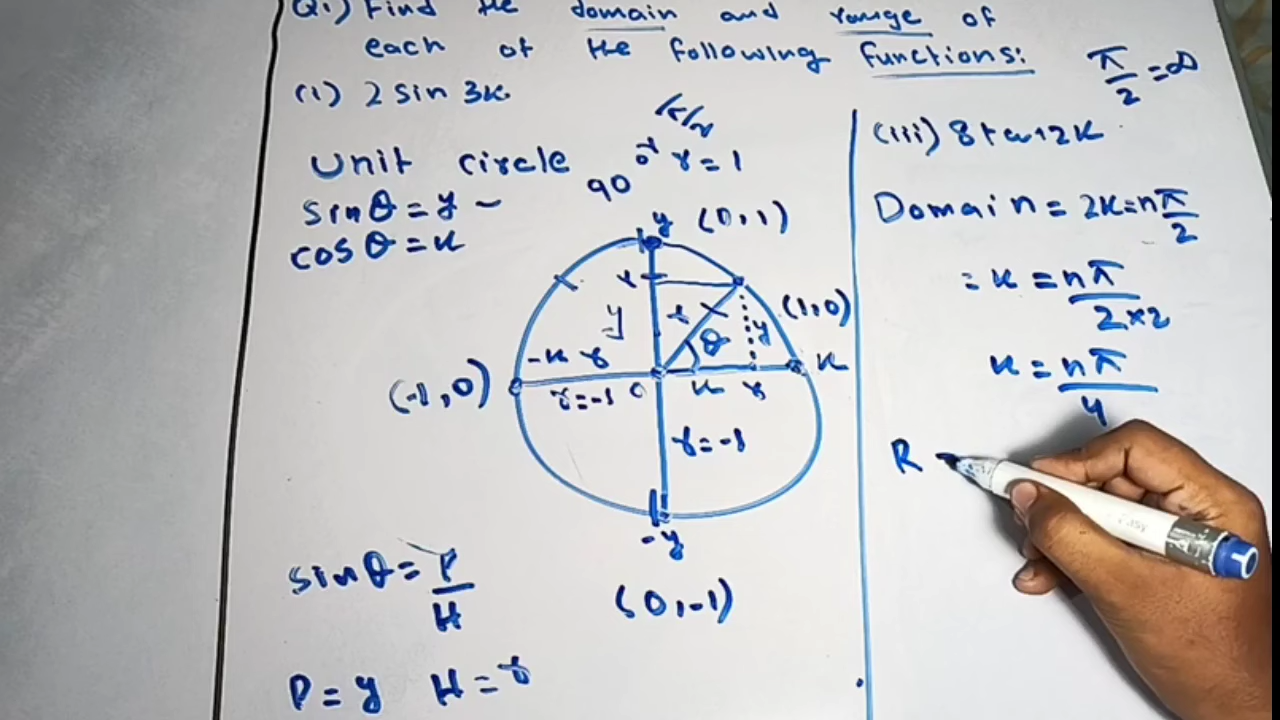 Q1) Find the domain and range of
each of the following functions:
(i) 2 sin 3x
Unit circle
r = 1
90
sinθ = y
cosθ = x
y (0,1)
x
y
r
θ
y
(1,0)
-x r
(-1,0)
r=-1 0 x r
x
r=-1
-y
(0,-1)
sinθ = P
H
P = y H = r
π
2 = ∞
(iii) 8 tan 2x
Domain = 2x = nπ
2
= x = nπ
2×2
x = nπ
4
R